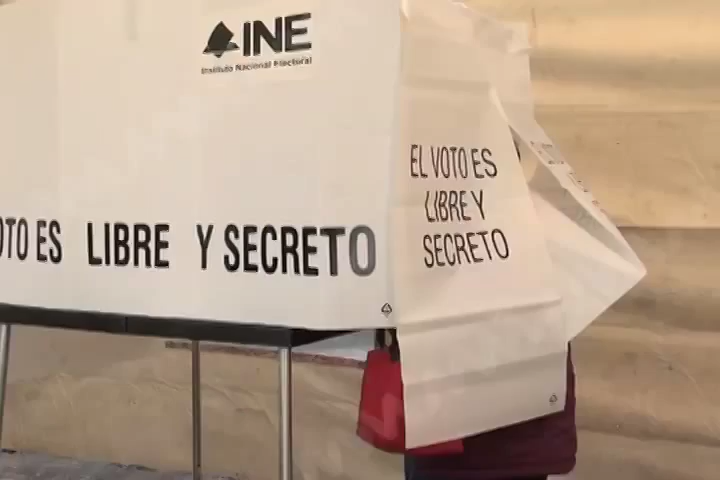 INE
Instituto Nacional Electoral
OTO ES LIBRE Y SECRETO
EL VOTO ES
LIBRE Y
SECRETO